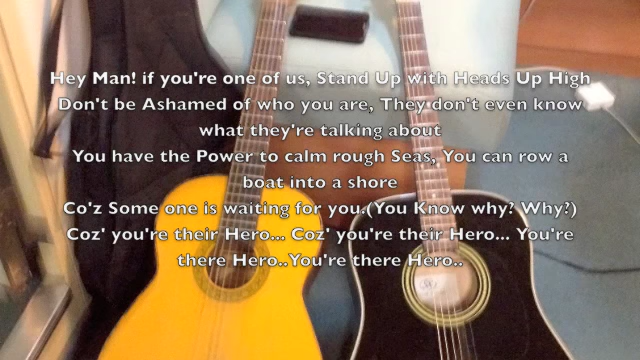 Hey Man! if you're one of us, Stand Up with Heads Up High
Don't be Ashamed of who you are, They don't even know
what they're talking about
You have the Power to calm rough Seas, You can row a
boat into a shore
Co'z Some one is waiting for you.(You Know why? Why?)
Coz' you're their Hero... Coz' you're their Hero... You're
there Hero..You're there Hero..